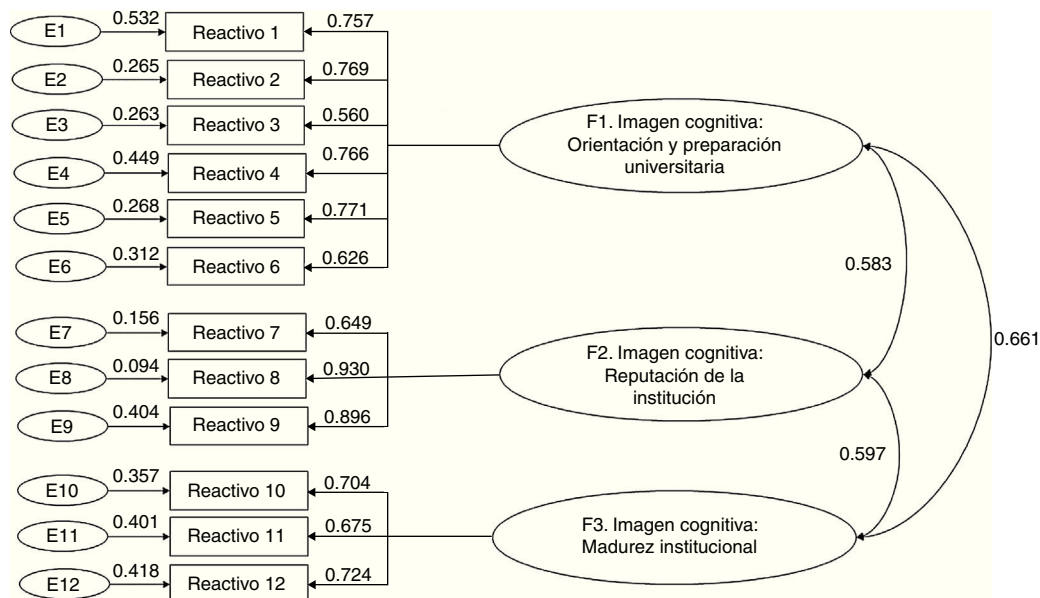 E1 0.532 Reactivo 1 0.757
E2 0.265 Reactivo 2 0.769
E3 0.263 Reactivo 3 0.560
E4 0.449 Reactivo 4 0.766
E5 0.268 Reactivo 5 0.771
E6 0.312 Reactivo 6 0.626
F1. Imagen cognitiva:
Orientación y preparación
universitaria
0.583
0.661
E7 0.156 Reactivo 7 0.649
E8 0.094 Reactivo 8 0.930
E9 0.404 Reactivo 9 0.896
F2. Imagen cognitiva:
Reputación de la
institución
0.597
E10 0.357 Reactivo 10 0.704
E11 0.401 Reactivo 11 0.675
E12 0.418 Reactivo 12 0.724
F3. Imagen cognitiva:
Madurez institucional